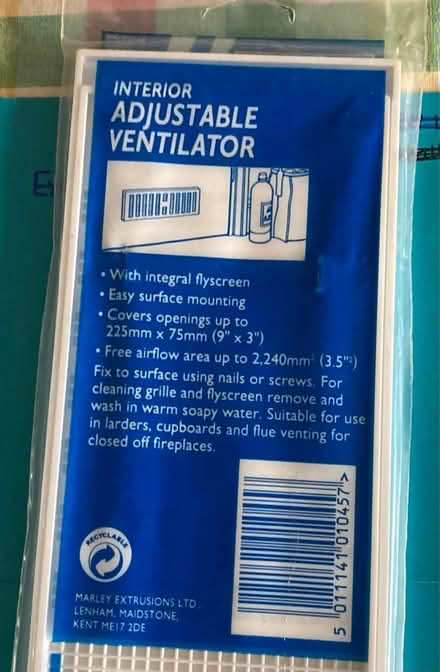 INTERIOR
ADJUSTABLE
VENTILATOR
• With integral flyscreen
• Easy surface mounting
• Covers openings up to
225mm x 75mm (9" x 3")
• Free airflow area up to 2,240mm² (3.5"²)
Fix to surface using nails or screws. For
cleaning grille and flyscreen remove and
wash in warm soapy water. Suitable for use
in larders, cupboards and flue venting for
closed off fireplaces.
RECYCLABLE
MARLEY EXTRUSIONS LTD.
LENHAM, MAIDSTONE,
KENT ME17 2DE
5 011141 010457 >